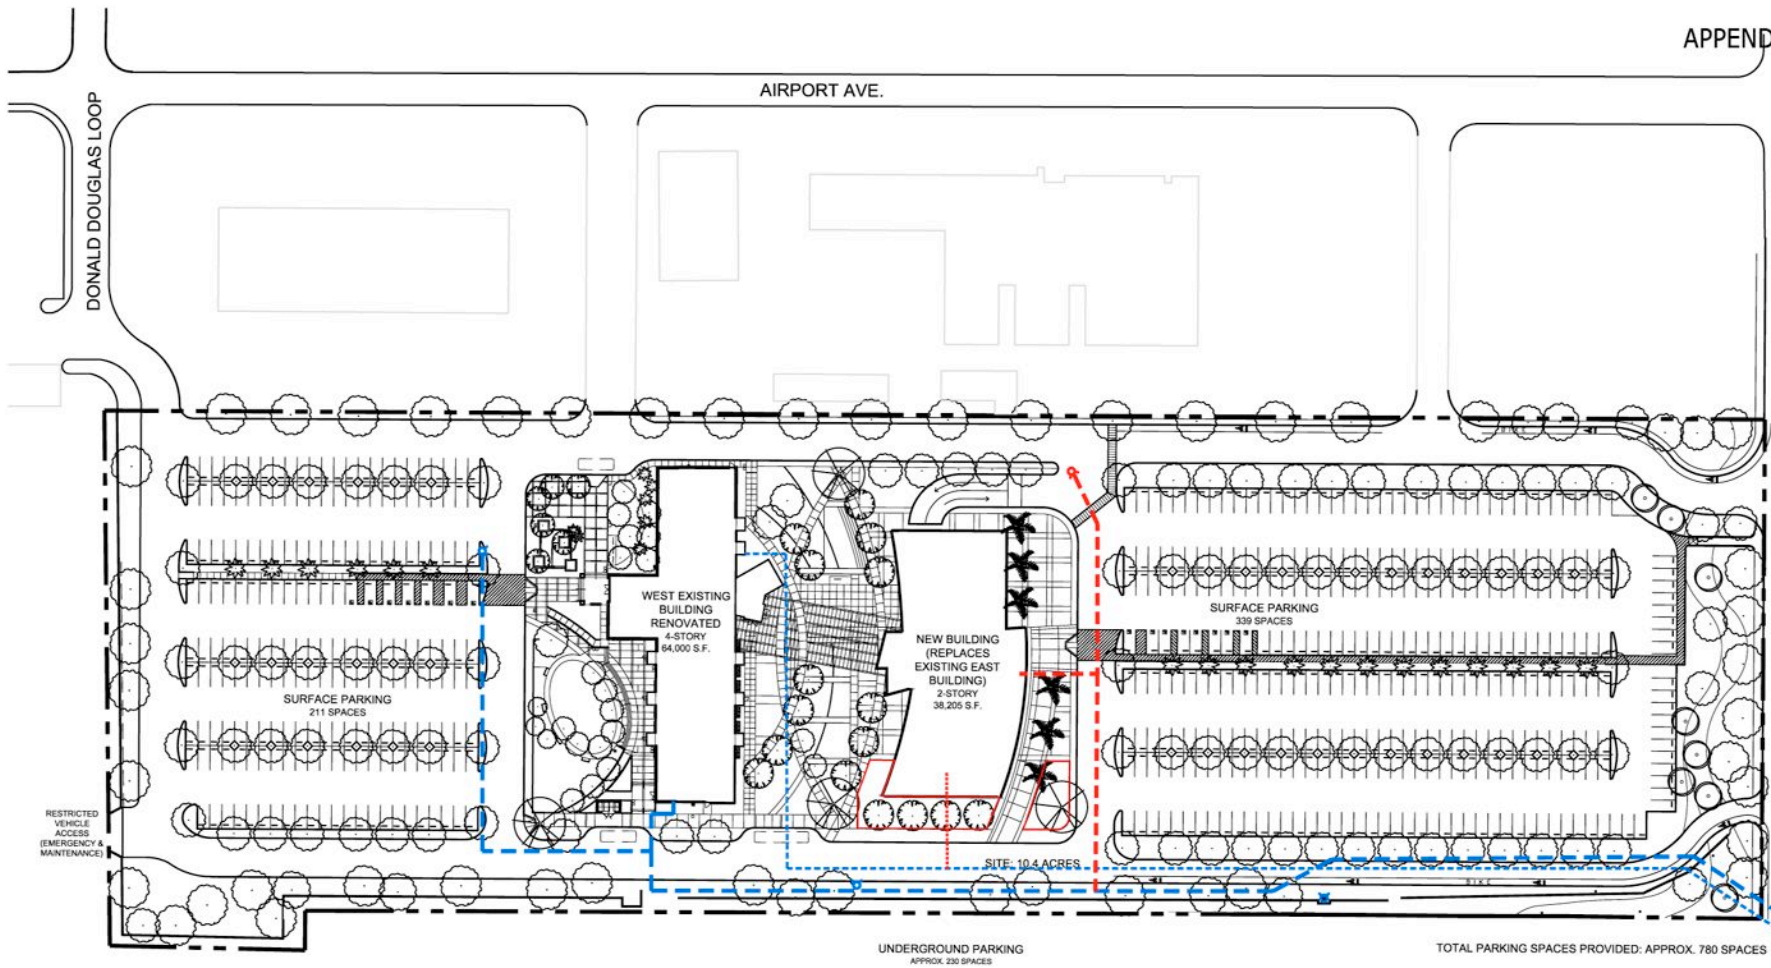 APPEND
AIRPORT AVE.
DONALD DOUGLAS LOOP
WEST EXISTING
BUILDING
RENOVATED
4-STORY
64,000 S.F.
NEW BUILDING
(REPLACES
EXISTING EAST
BUILDING)
2-STORY
38,205 S.F.
SURFACE PARKING
339 SPACES
SURFACE PARKING
211 SPACES
RESTRICTED
VEHICLE
ACCESS
(EMERGENCY &
MAINTENANCE)
SITE: 10.4 ACRES
UNDERGROUND PARKING
APPROX. 230 SPACES
TOTAL PARKING SPACES PROVIDED: APPROX. 780 SPACES